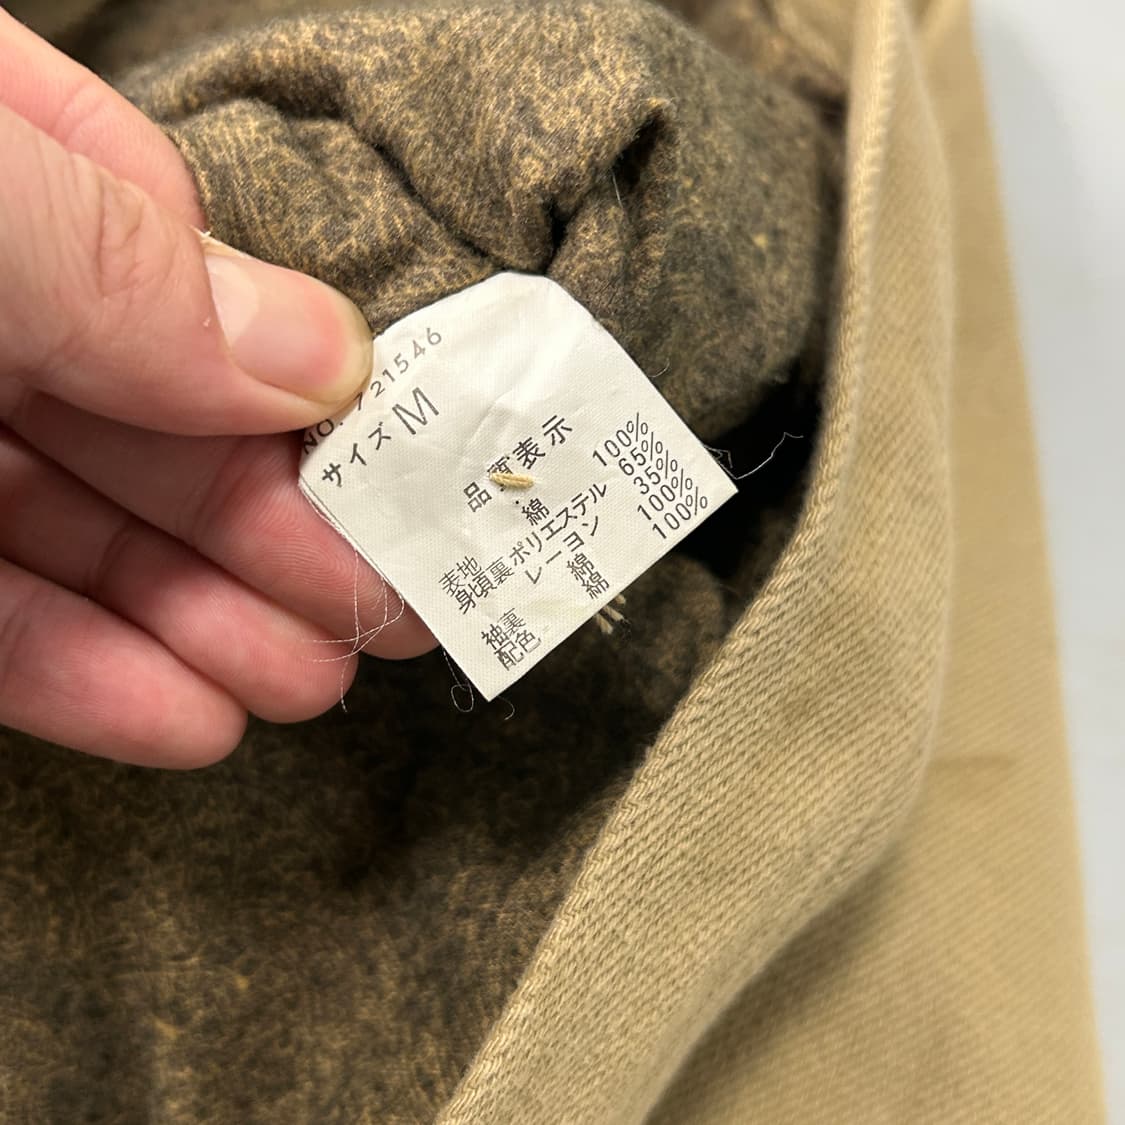 NO. 721546
サイズ M
品質表示
表地 綿 100%
身頃裏 ポリエステル 65%
レーヨン 35%
袖裏 綿 100%
配色 綿 100%